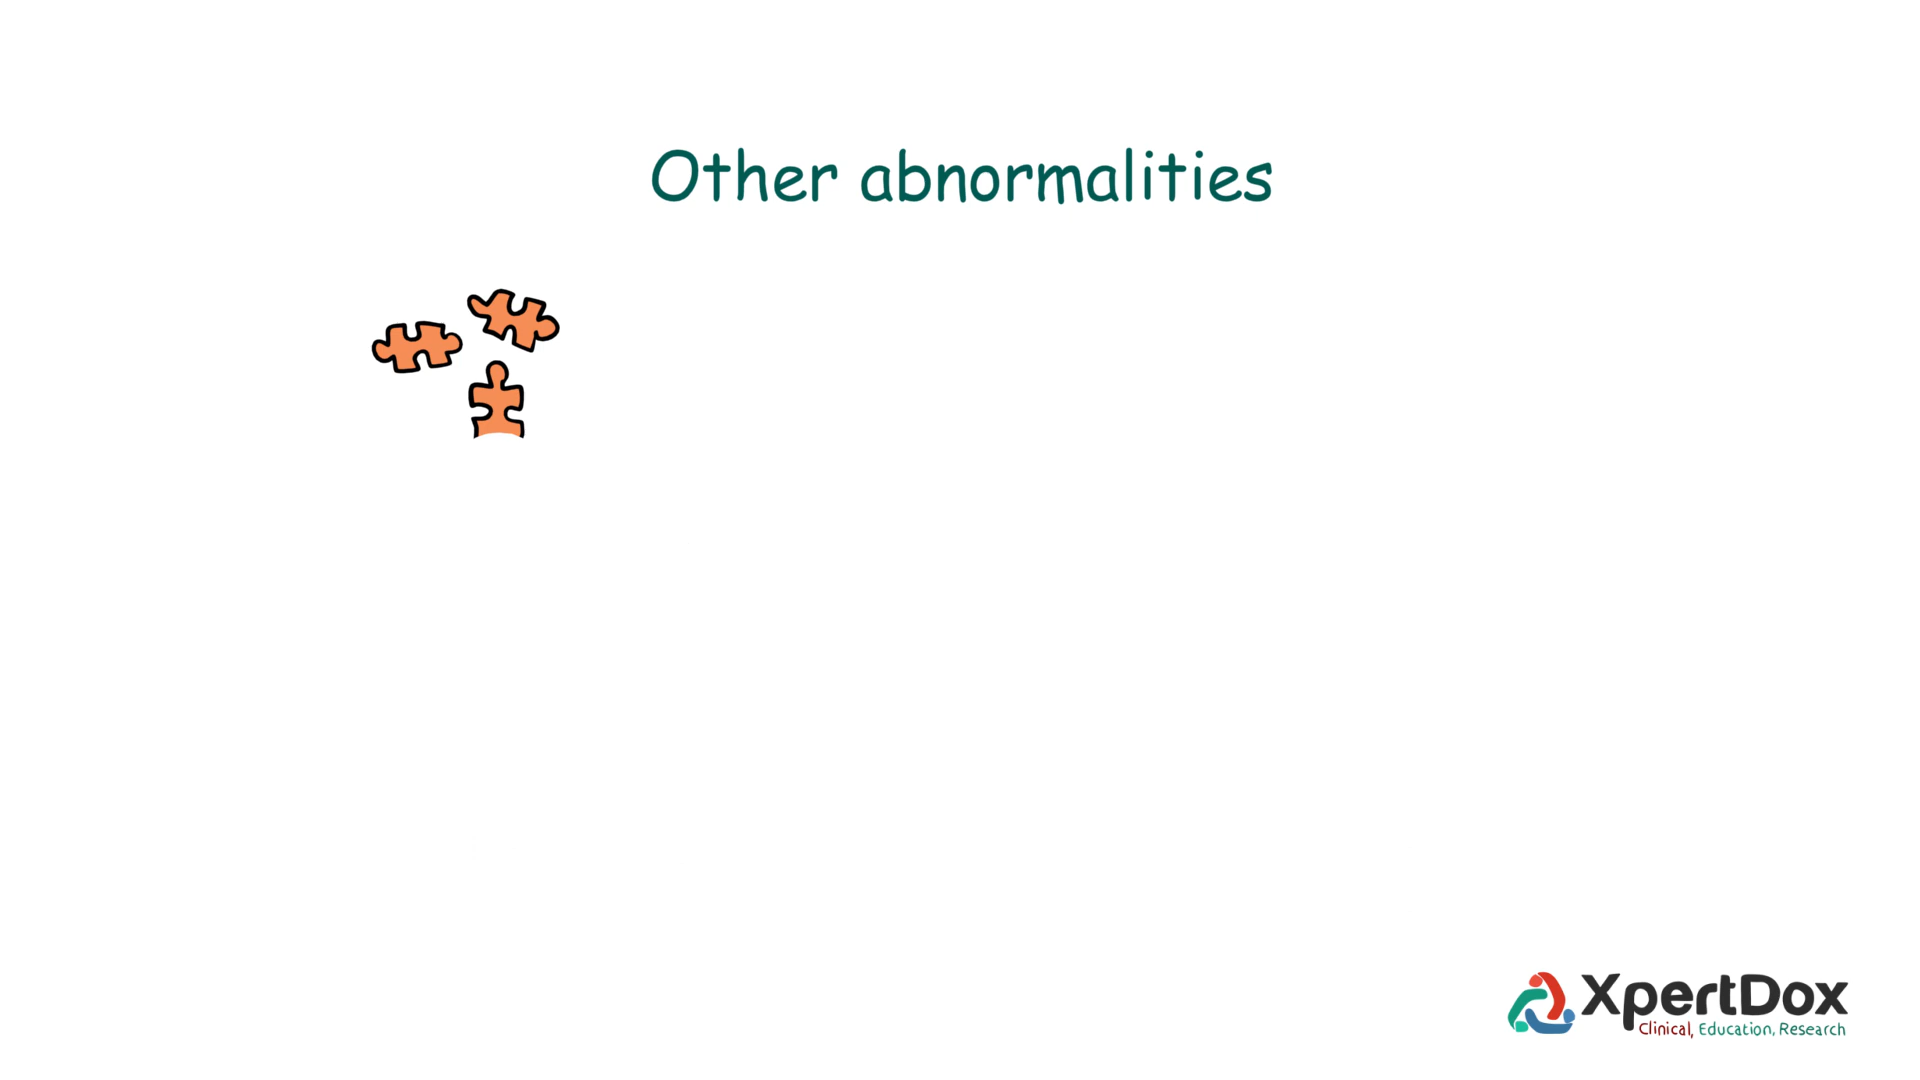 Other abnormalities
XpertDox
Clinical, Education, Research